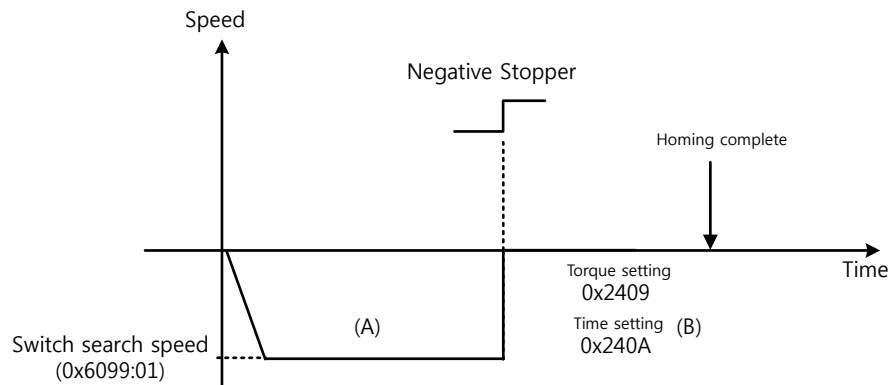 Speed
Negative Stopper
Homing complete
Time
Torque setting
0x2409
(A)
Time setting (B)
0x240A
Switch search speed
(0x6099:01)